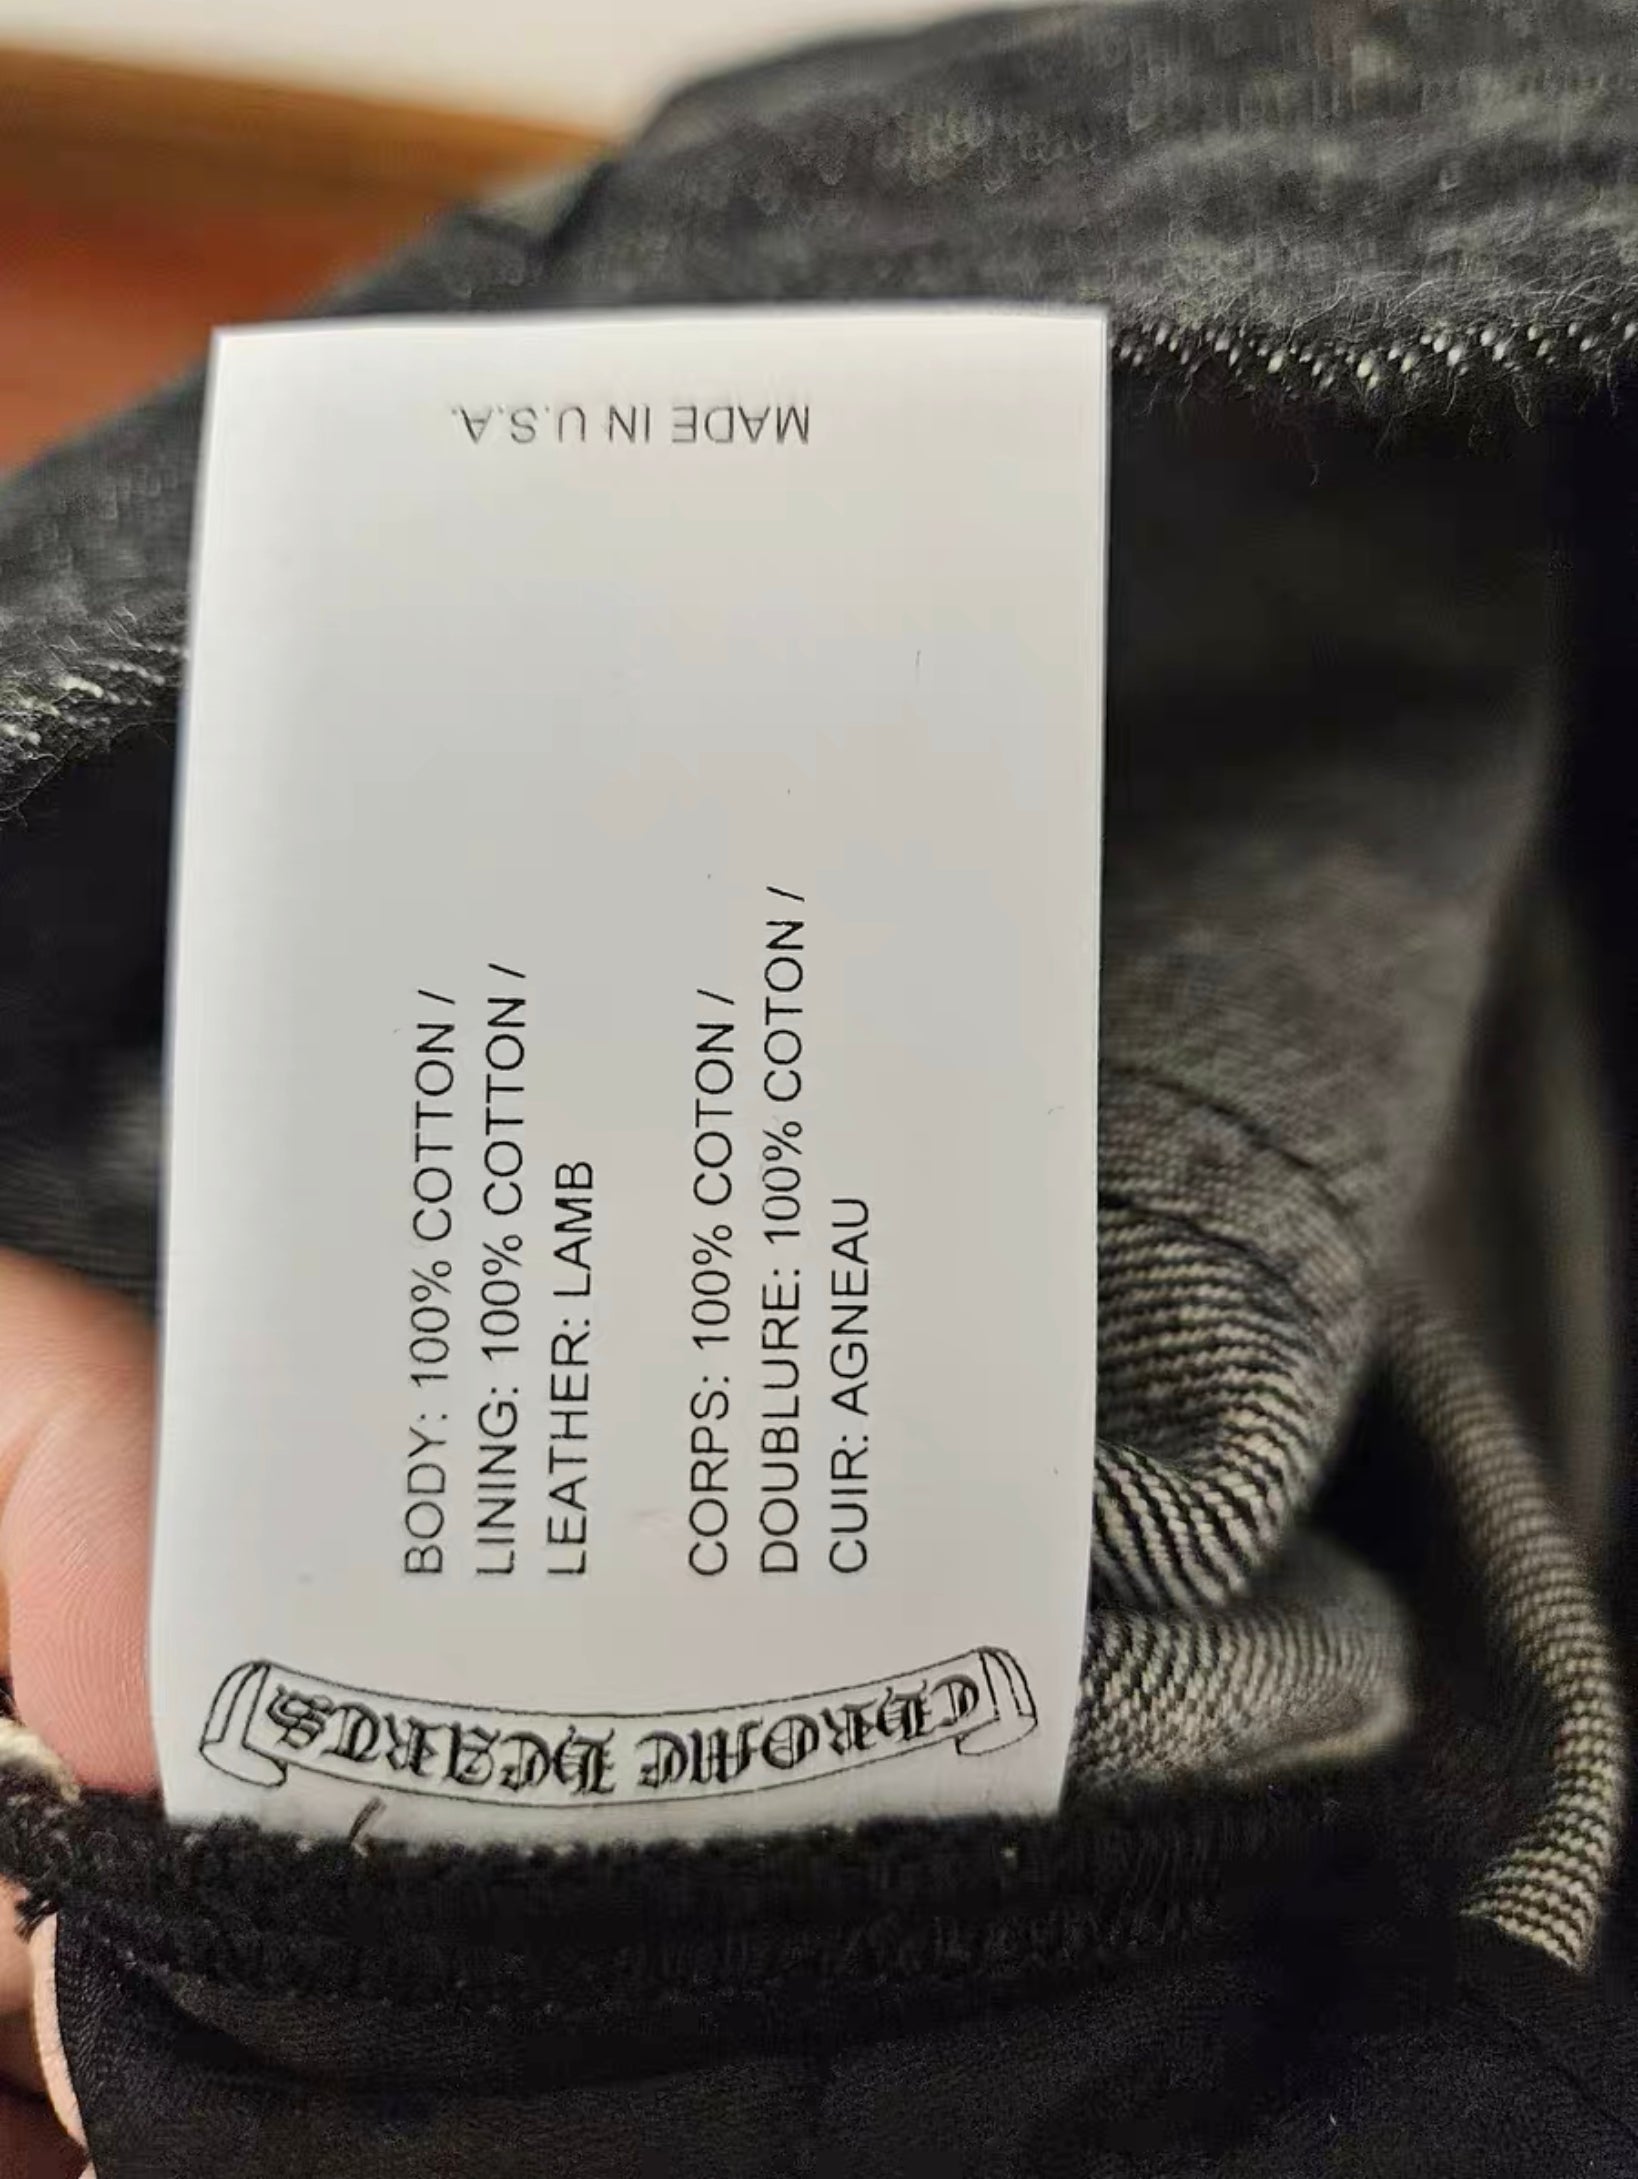 CHROME HEARTS
BODY: 100% COTTON /
LINING: 100% COTTON /
LEATHER: LAMB
CORPS: 100% COTON /
DOUBLURE: 100% COTON /
CUIR: AGNEAU
MADE IN U.S.A.